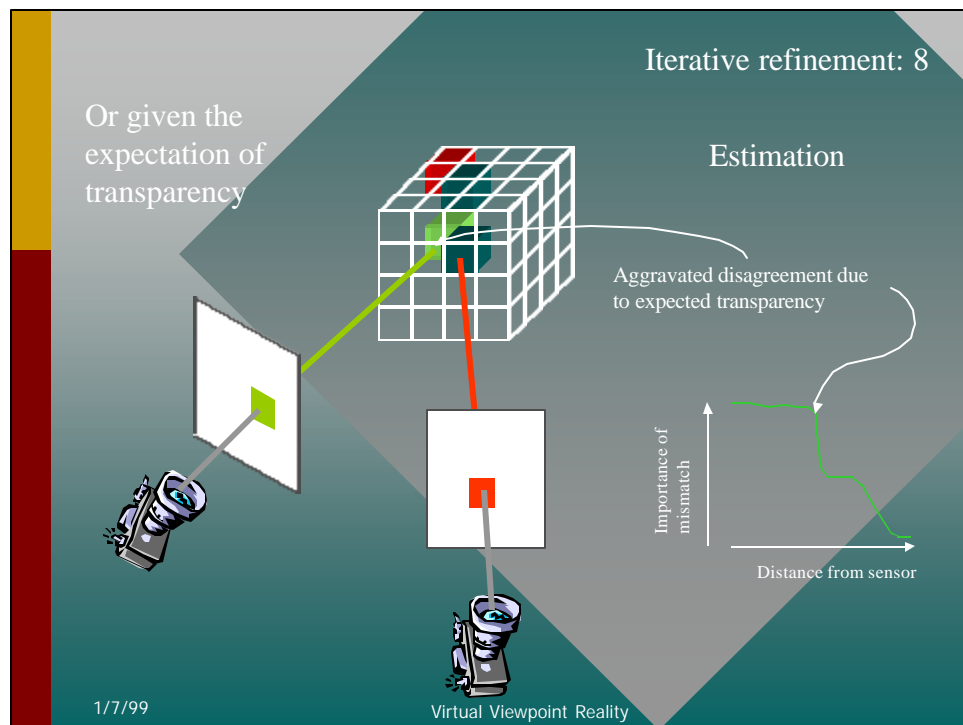 Iterative refinement: 8
Or given the
expectation of
transparency
Estimation
Aggravated disagreement due
to expected transparency
Importance of
mismatch
Distance from sensor
1/7/99
Virtual Viewpoint Reality